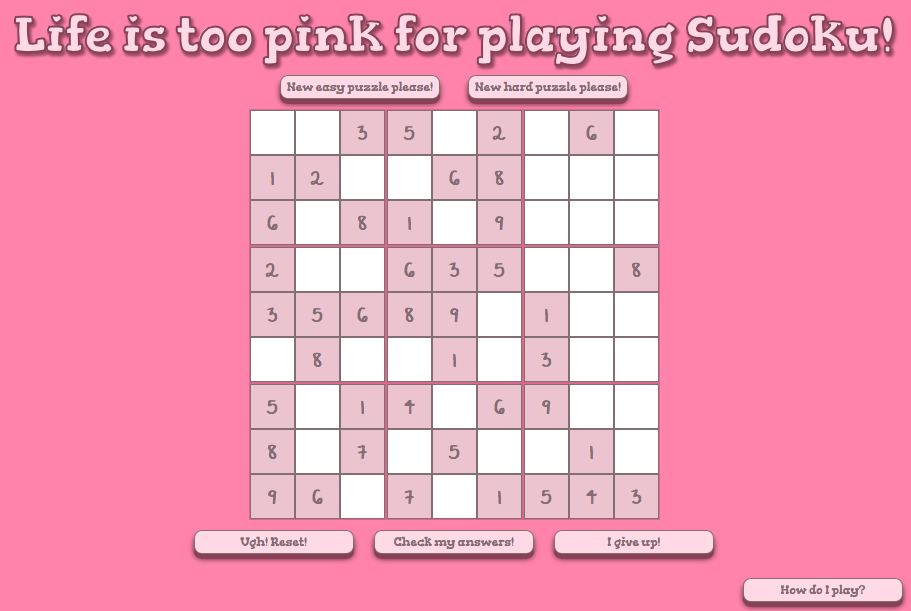 Life is too pink for playing Sudoku!
New easy puzzle please! New hard puzzle please!
3 5 2 6
1 2 6 8
6 8 1 9
2 6 3 5 8
3 5 6 8 9 1
8 1 3
5 1 4 6 9
8 7 5 1
9 6 7 1 5 4 3
Ugh! Reset! Check my answers! I give up!
How do I play?